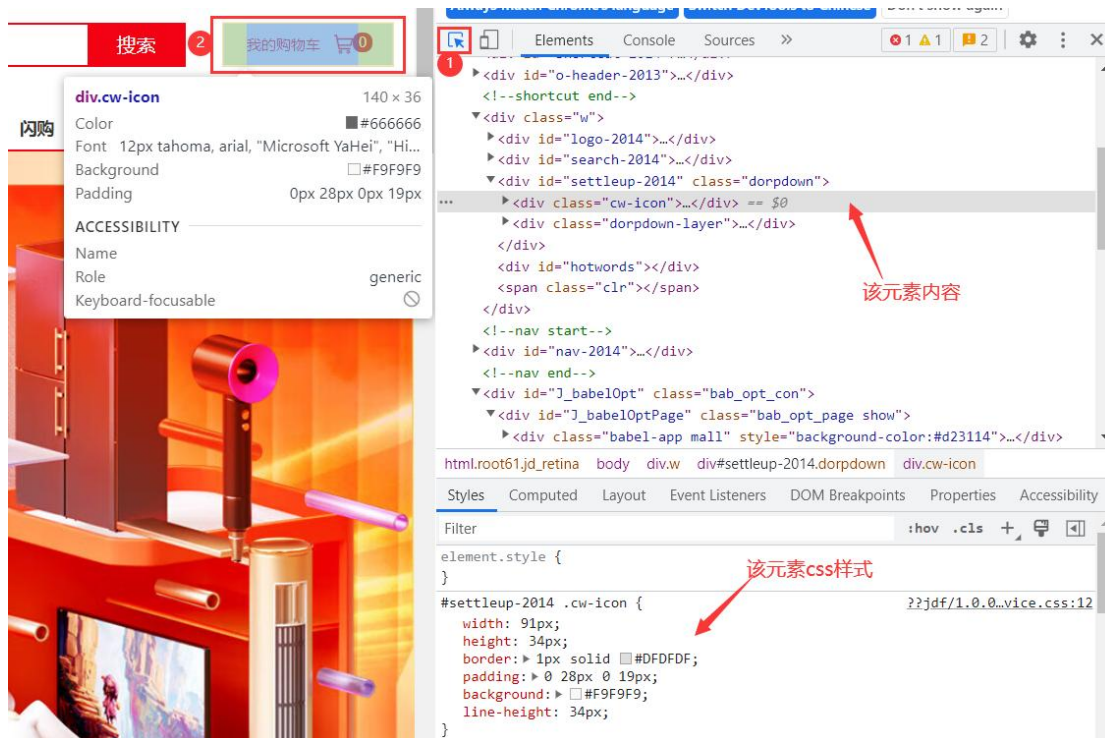 搜索
2
我的购物车
0
闪购
div.cw-icon 140 × 36
Color #666666
Font 12px tahoma, arial, "Microsoft YaHei", "Hi...
Background #F9F9F9
Padding 0px 28px 0px 19px
ACCESSIBILITY
Name
Role generic
Keyboard-focusable
1
Elements Console Sources » 1 1 2
<div id="o-header-2013">…</div>
<!--shortcut end-->
<div class="w">
<div id="logo-2014">…</div>
<div id="search-2014">…</div>
<div id="settleup-2014" class="dorpdown">
<div class="cw-icon">…</div> == $0
<div class="dorpdown-layer">…</div>
</div>
<div id="hotwords"></div>
<span class="clr"></span>
该元素内容
</div>
<!--nav start-->
<div id="nav-2014">…</div>
<!--nav end-->
<div id="J_babelOpt" class="bab_opt_con">
<div id="J_babelOptPage" class="bab_opt_page show">
<div class="babel-app mall" style="background-color:#d23114">…</div>
html.root61.jd_retina body div.w div#settleup-2014.dorpdown div.cw-icon
Styles Computed Layout Event Listeners DOM Breakpoints Properties Accessibility
Filter :hov .cls +
element.style {
}
该元素css样式
#settleup-2014 .cw-icon { ??jdf/1.0.0…vice.css:12
width: 91px;
height: 34px;
border: 1px solid #DFDFDF;
padding: 0 28px 0 19px;
background: #F9F9F9;
line-height: 34px;
}